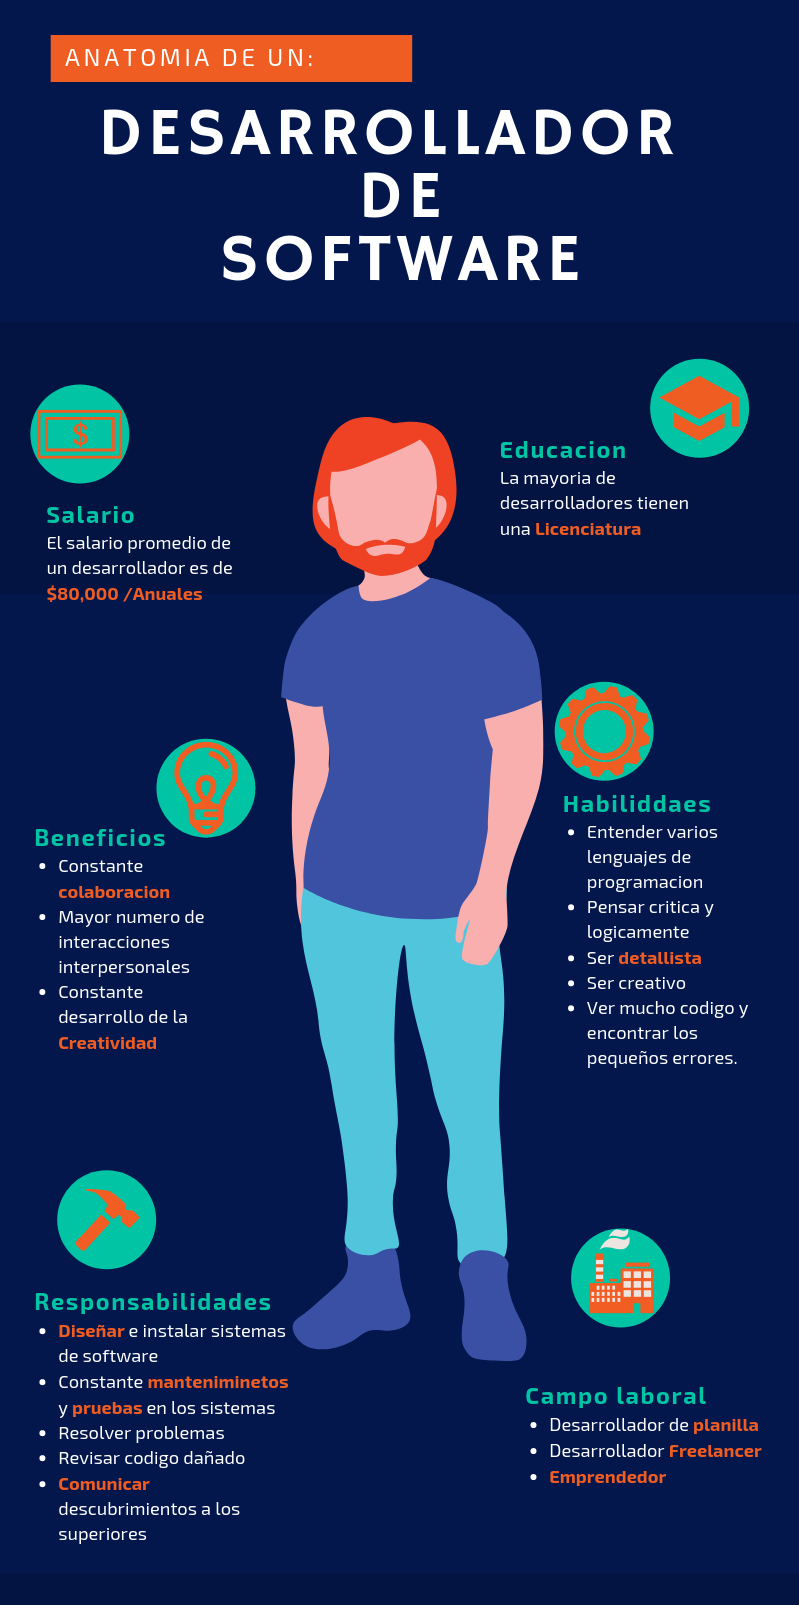 ANATOMIA DE UN:
DESARROLLADOR
DE
SOFTWARE
Salario
El salario promedio de
un desarrollador es de
$80,000 /Anuales
Educacion
La mayoria de
desarrolladores tienen
una Licenciatura
Beneficios
• Constante
colaboracion
• Mayor numero de
interacciones
interpersonales
• Constante
desarrollo de la
Creatividad
Habiliddaes
• Entender varios
lenguajes de
programacion
• Pensar critica y
logicamente
• Ser detallista
• Ser creativo
• Ver mucho codigo y
encontrar los
pequeños errores.
Responsabilidades
• Diseñar e instalar sistemas
de software
• Constante manteniminetos
y pruebas en los sistemas
• Resolver problemas
• Revisar codigo dañado
• Comunicar
descubrimientos a los
superiores
Campo laboral
• Desarrollador de planilla
• Desarrollador Freelancer
• Emprendedor